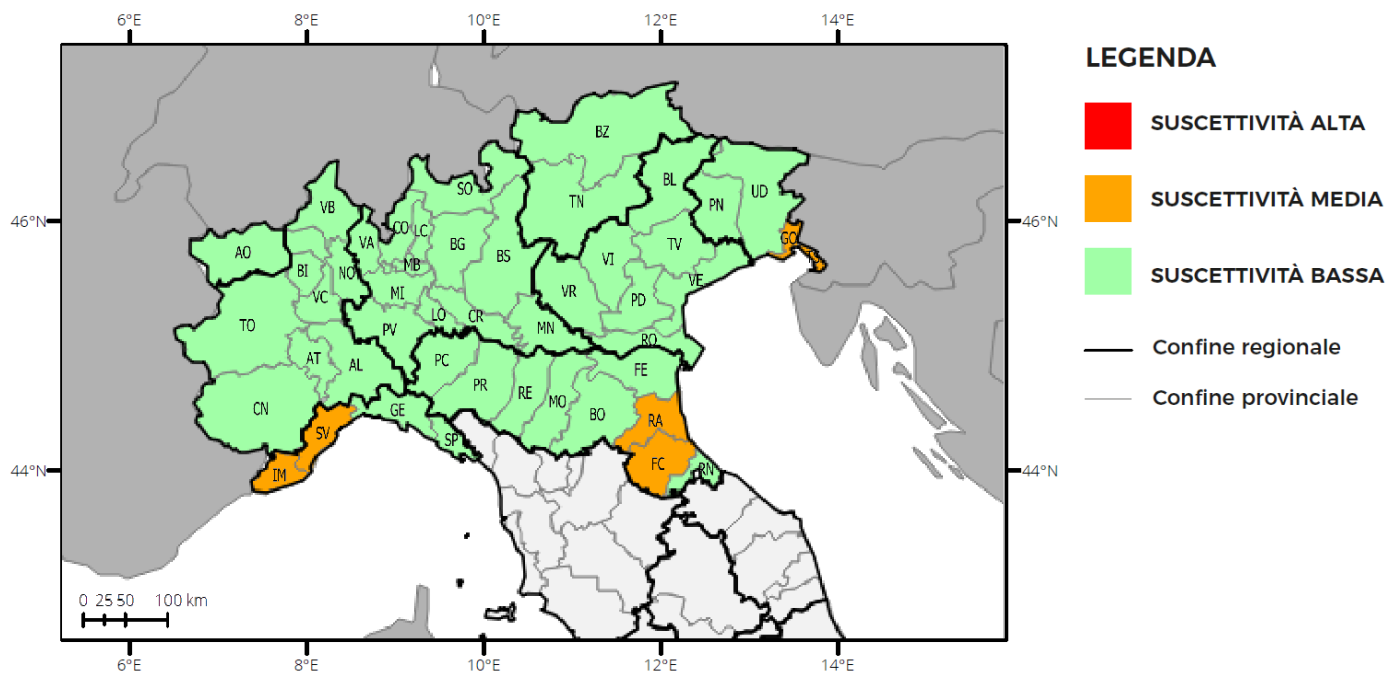 6°E 8°E 10°E 12°E 14°E
LEGENDA
SUSCETTIVITÀ ALTA
SUSCETTIVITÀ MEDIA
SUSCETTIVITÀ BASSA
Confine regionale
Confine provinciale
BZ
SO BL UD
VB TN PN
46°N 46°N
CO LC VA BG TV GO
AO BS VI
BI NO MB VE
VC MI VR PD
TO LO CR MN
PV RO
AT AL PC FE
PR RE MO
CN GE BO RA
SV SP
44°N IM FC RN 44°N
0 25 50 100 km
6°E 8°E 10°E 12°E 14°E